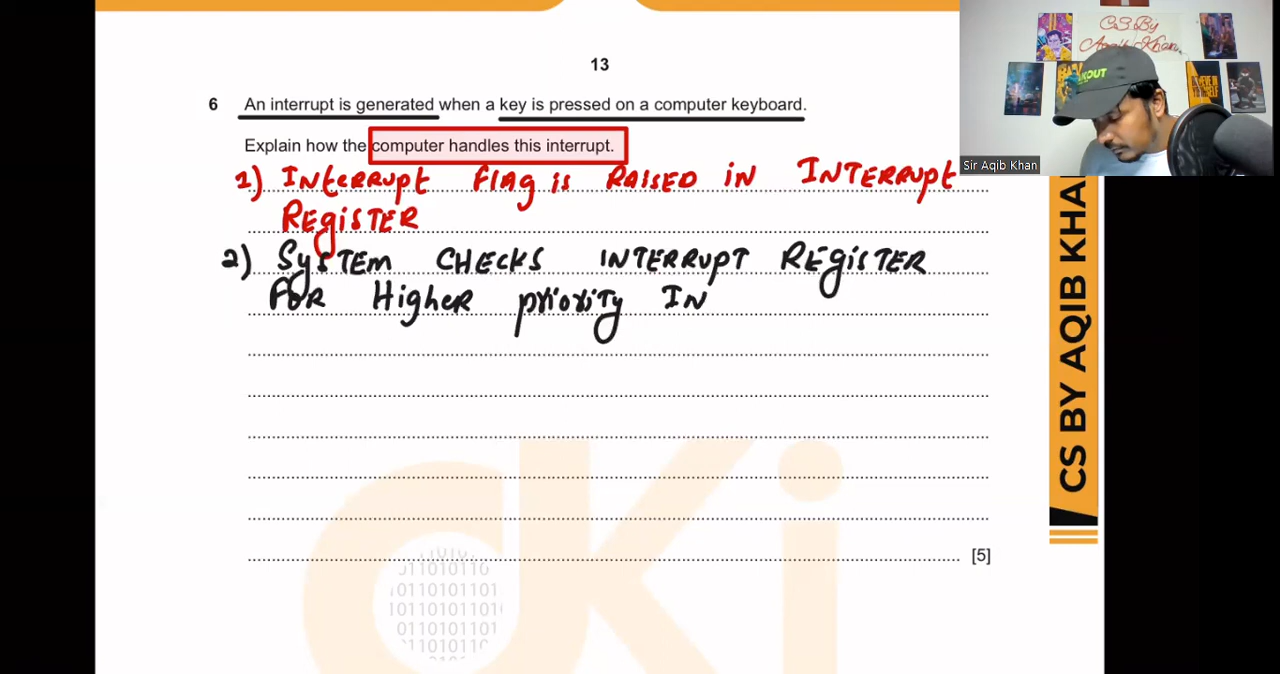 13
6 An interrupt is generated when a key is pressed on a computer keyboard.
Explain how the computer handles this interrupt.
1) INterrupt flag is RAISED IN INTERRUPT
REgiSTER
2) SySTEM CHECKS INTERRUPT REgiSTER
FOR HigheR priority IN
[5]
CS By
Sir Aqib Khan
CS BY AQIB KHA
cKi